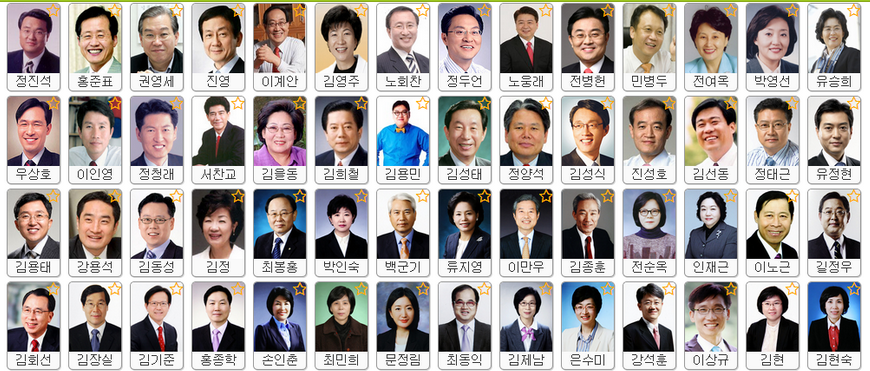 정진석 홍준표 권영세 진영 이계안 김영주 노회찬 정두언 노웅래 전병헌 민병두 전여옥 박영선 유승희
우상호 이인영 정청래 서찬교 김을동 김희철 김용민 김성태 정양석 김성식 진성호 김선동 정태근 유정현
김용태 강용석 김동성 김정 최봉홍 박인숙 백군기 류지영 이만우 김종훈 전순옥 인재근 이노근 길정우
김회선 김장실 김기준 홍종학 손인춘 최민희 문정림 최동익 김제남 은수미 강석훈 이상규 김현 김현숙